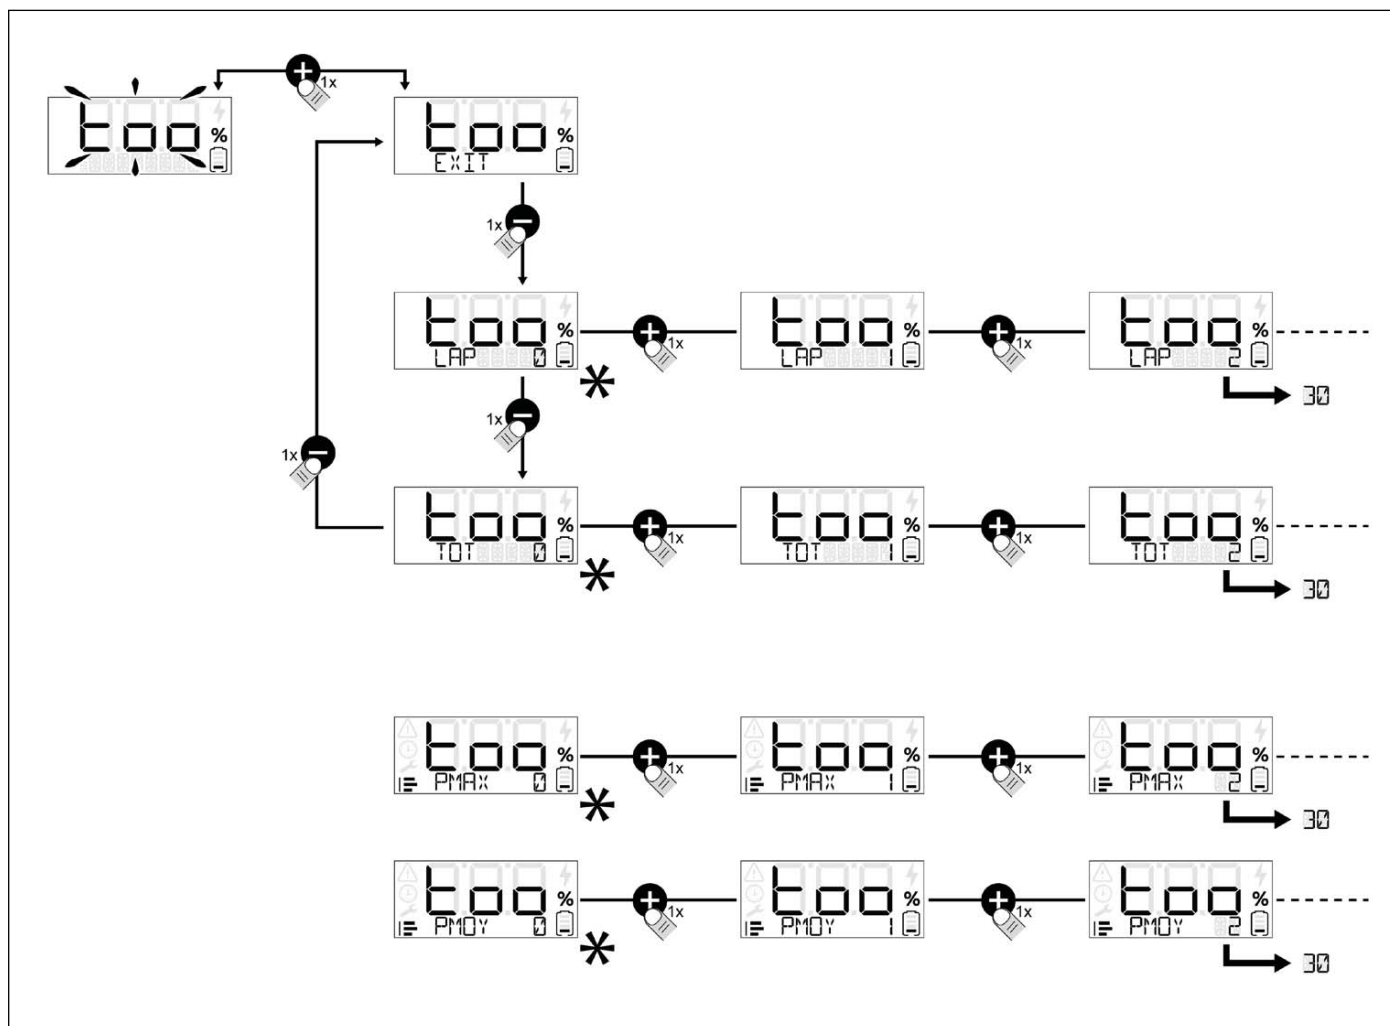 1x
too %
too %
EXIT
1x
too % too % too %
LAP 0 LAP 1 LAP 2
1x 1x
* 30
1x
1x
too % too % too %
TOT 0 TOT 1 TOT 2
1x 1x
* 30
too % too % too %
PMAX 0 PMAX 1 PMAX 2
1x 1x
* 30
too % too % too %
PMOY 0 PMOY 1 PMOY 2
1x 1x
* 30